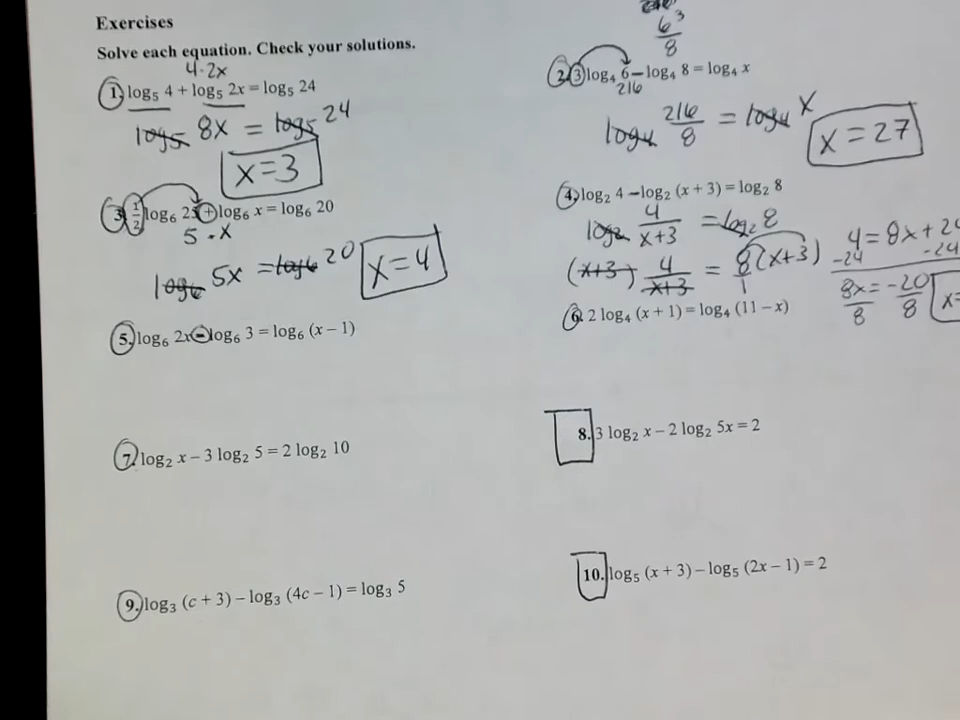 Exercises
Solve each equation. Check your solutions.
4·2x
1. log₅ 4 + log₅ 2x = log₅ 24
log5 8x = log5 24
x=3
6³
8
2. 3 log₄ 6 – log₄ 8 = log₄ x
216
log4 216/8 = log4 x
x = 27
3. 1/2 log₆ 25 + log₆ x = log₆ 20
5 · x
log6 5x = log6 20
x=4
4. log₂ 4 – log₂ (x + 3) = log₂ 8
log2 4/x+3 = log2 8
(x+3) 4/x+3 = 8/1 (x+3)
4 = 8x + 24
-24 -24
8x/8 = -20/8
x=
5. log₆ 2x – log₆ 3 = log₆ (x – 1)
6. 2 log₄ (x + 1) = log₄ (11 – x)
7. log₂ x – 3 log₂ 5 = 2 log₂ 10
8. 3 log₂ x – 2 log₂ 5x = 2
9. log₃ (c + 3) – log₃ (4c – 1) = log₃ 5
10. log₅ (x + 3) – log₅ (2x – 1) = 2